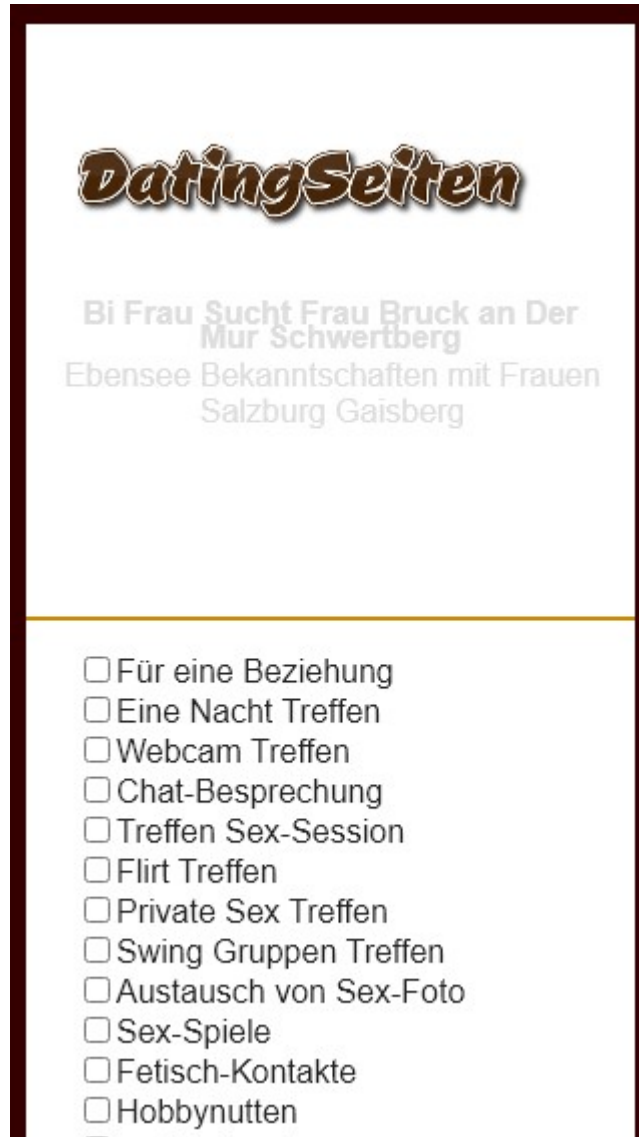 DatingSeiten
Bi Frau Sucht Frau Bruck an Der
Mur Schwertberg
Ebensee Bekanntschaften mit Frauen
Salzburg Gaisberg
Für eine Beziehung
Eine Nacht Treffen
Webcam Treffen
Chat-Besprechung
Treffen Sex-Session
Flirt Treffen
Private Sex Treffen
Swing Gruppen Treffen
Austausch von Sex-Foto
Sex-Spiele
Fetisch-Kontakte
Hobbynutten